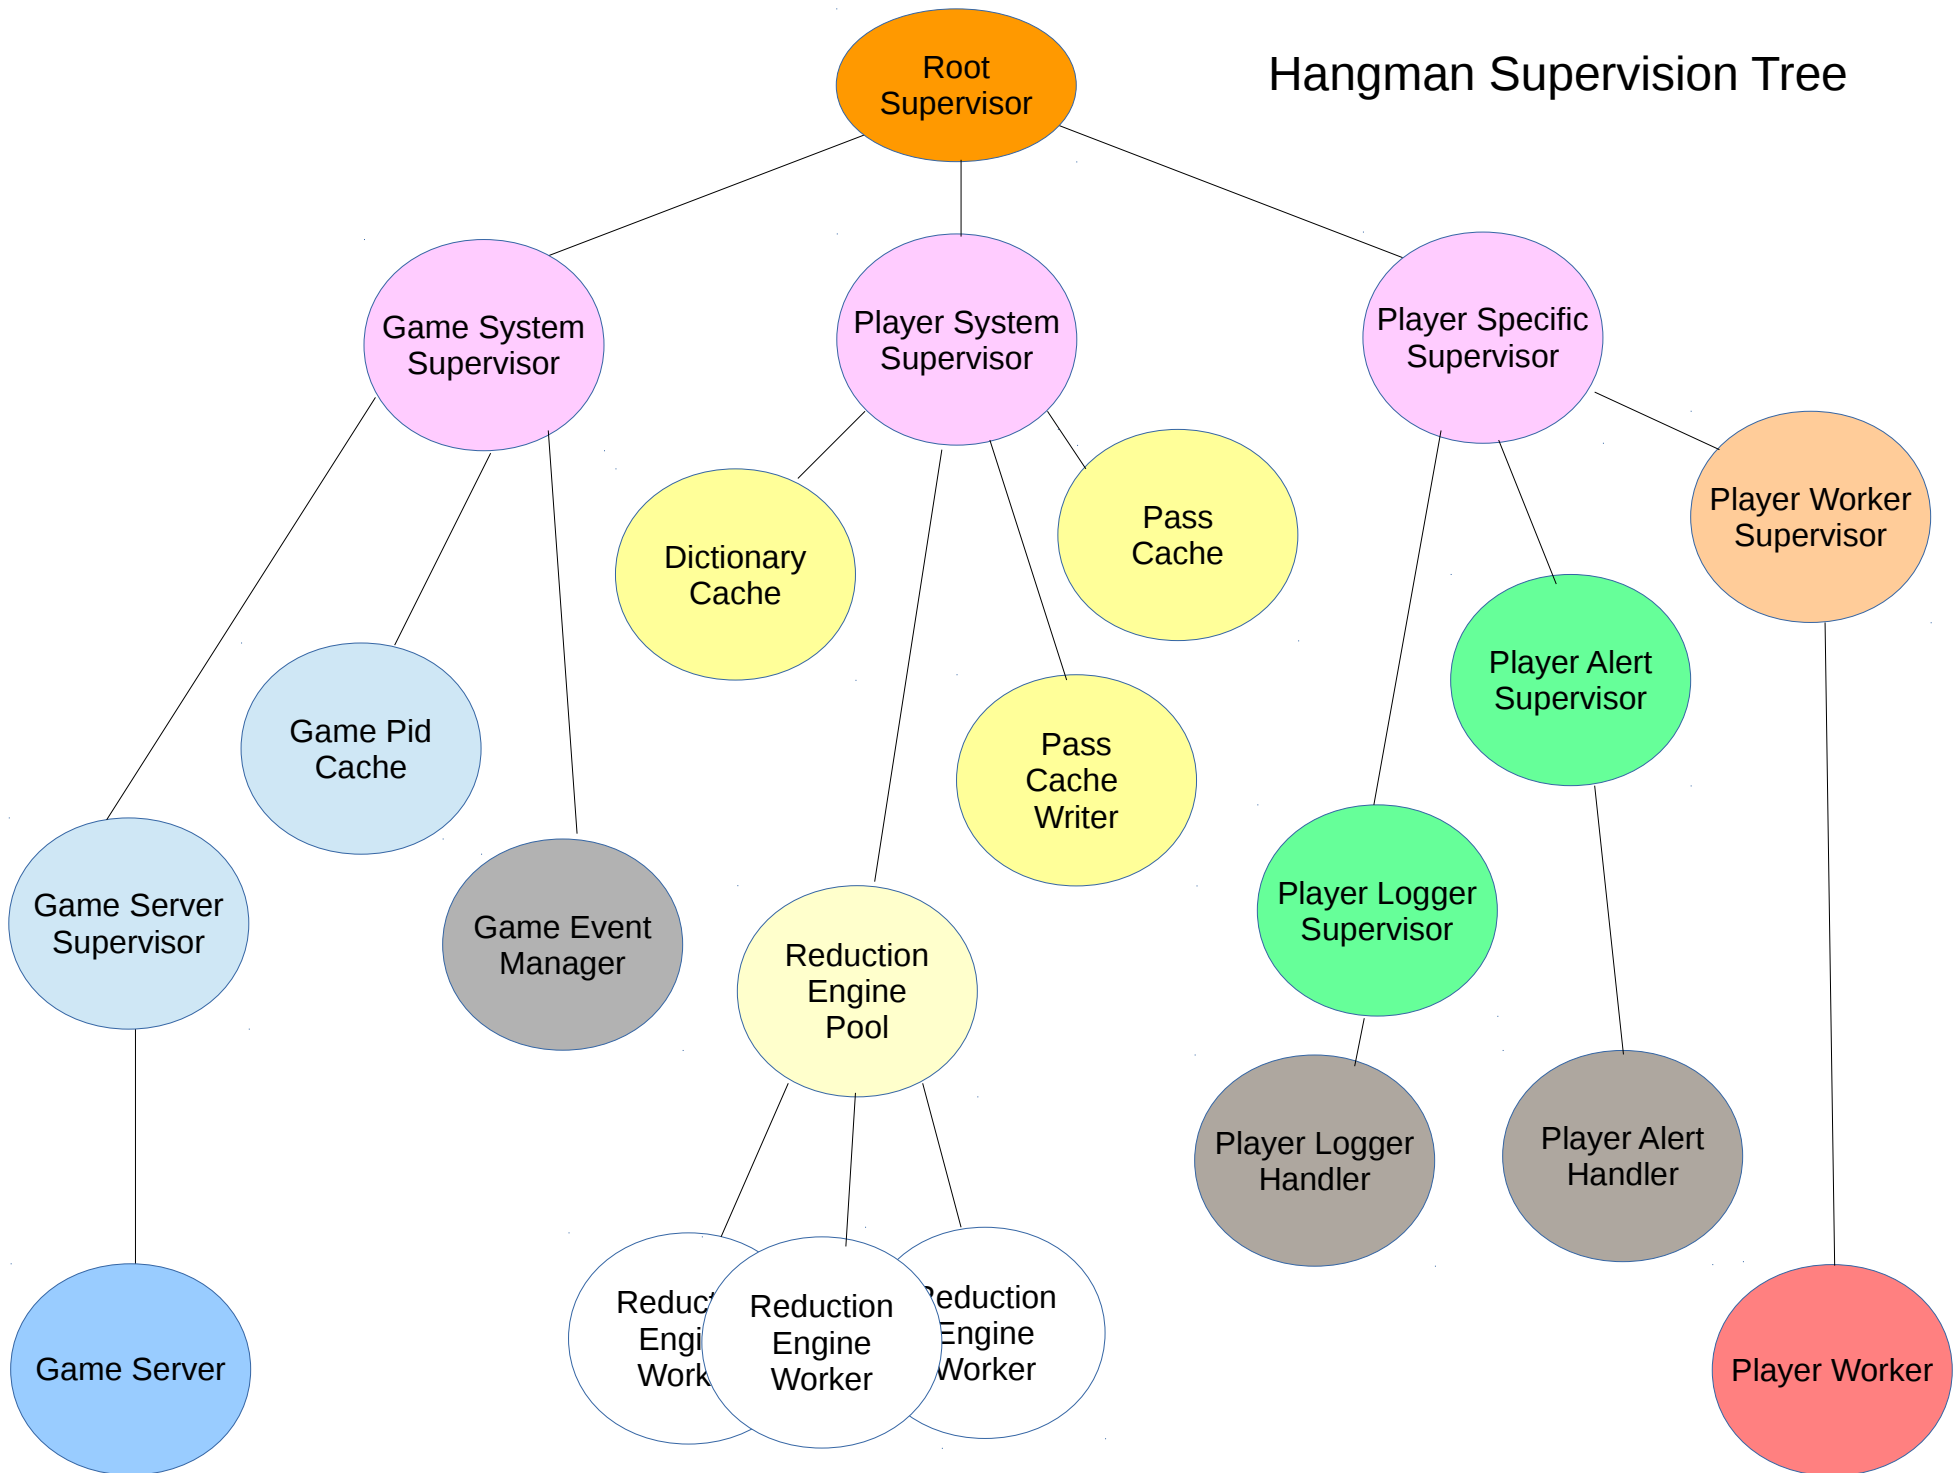 Root
Supervisor
Hangman Supervision Tree
Game System
Supervisor
Player System
Supervisor
Player Specific
Supervisor
Player Worker
Supervisor
Pass
Cache
Dictionary
Cache
Player Alert
Supervisor
Game Pid
Cache
Pass
Cache
Writer
Game Server
Supervisor
Game Event
Manager
Player Logger
Supervisor
Reduction
Engine
Pool
Player Logger
Handler
Player Alert
Handler
Game Server
Reduction
Engine
Worker
Engine
Worker
Player Worker